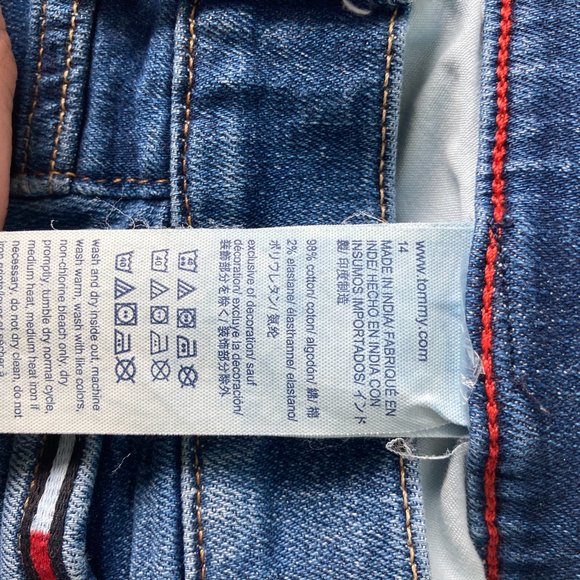 www.tommy.com
14
MADE IN INDIA/ FABRIQUÉ EN
INDE/ HECHO EN INDIA CON
INSUMOS IMPORTADOS/ インド
製 印度制造
98% cotton/ coton/ algodon/ 綿/ 棉
2% elastane/ élasthanne/ elástano/
ポリウレタン/ 氨纶
exclusive of decoration/ sauf
décoration/ excluye la decoración/
装飾部分を除く/ 装饰部分除外
wash and dry inside out, machine
wash warm, wash with like colors,
non-chlorine bleach only, dry
promptly, tumble dry normal cycle,
medium heat, medium heat iron if
necessary, do not dry clean, do not